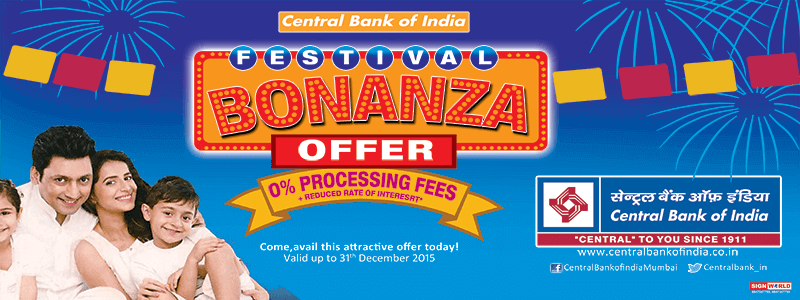 Central Bank of India
FESTIVAL
BONANZA
OFFER
0% PROCESSING FEES
* REDUCED RATE OF INTERESRT*
Come,avail this attractive offer today!
Valid up to 31th December 2015
सेन्ट्रल बैंक ऑफ़ इंडिया
Central Bank of India
"CENTRAL" TO YOU SINCE 1911
www.centralbankofindia.co.in
CentralBankofindiaMumbai Centralbank_in
SIGN WORLD